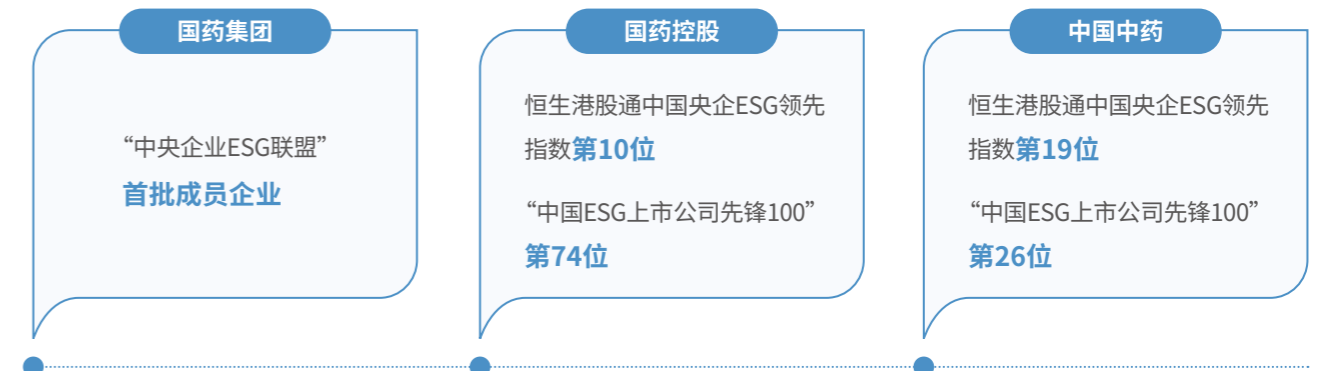 国药集团
“中央企业ESG联盟”
首批成员企业
国药控股
恒生港股通中国央企ESG领先
指数第10位
“中国ESG上市公司先锋100”
第74位
中国中药
恒生港股通中国央企ESG领先
指数第19位
“中国ESG上市公司先锋100”
第26位